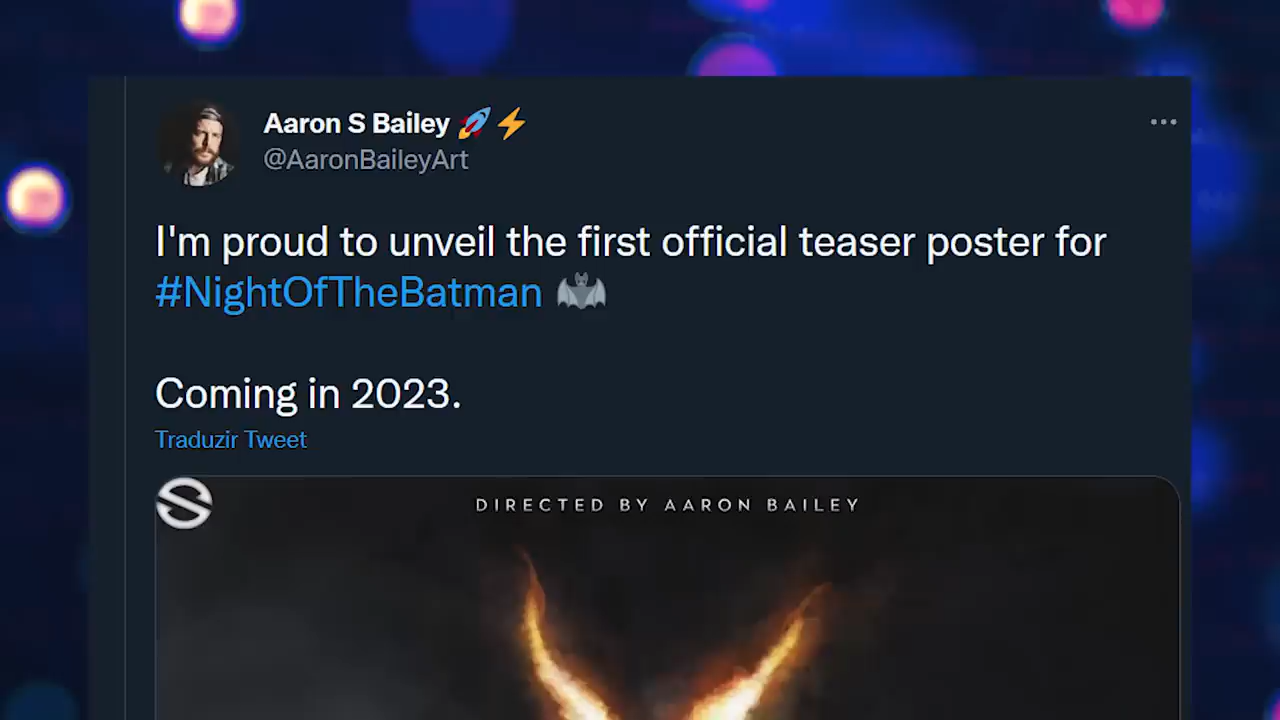 Aaron S Bailey 🚀⚡
@AaronBaileyArt
I'm proud to unveil the first official teaser poster for
#NightOfTheBatman 🦇
Coming in 2023.
Traduzir Tweet
DIRECTED BY AARON BAILEY